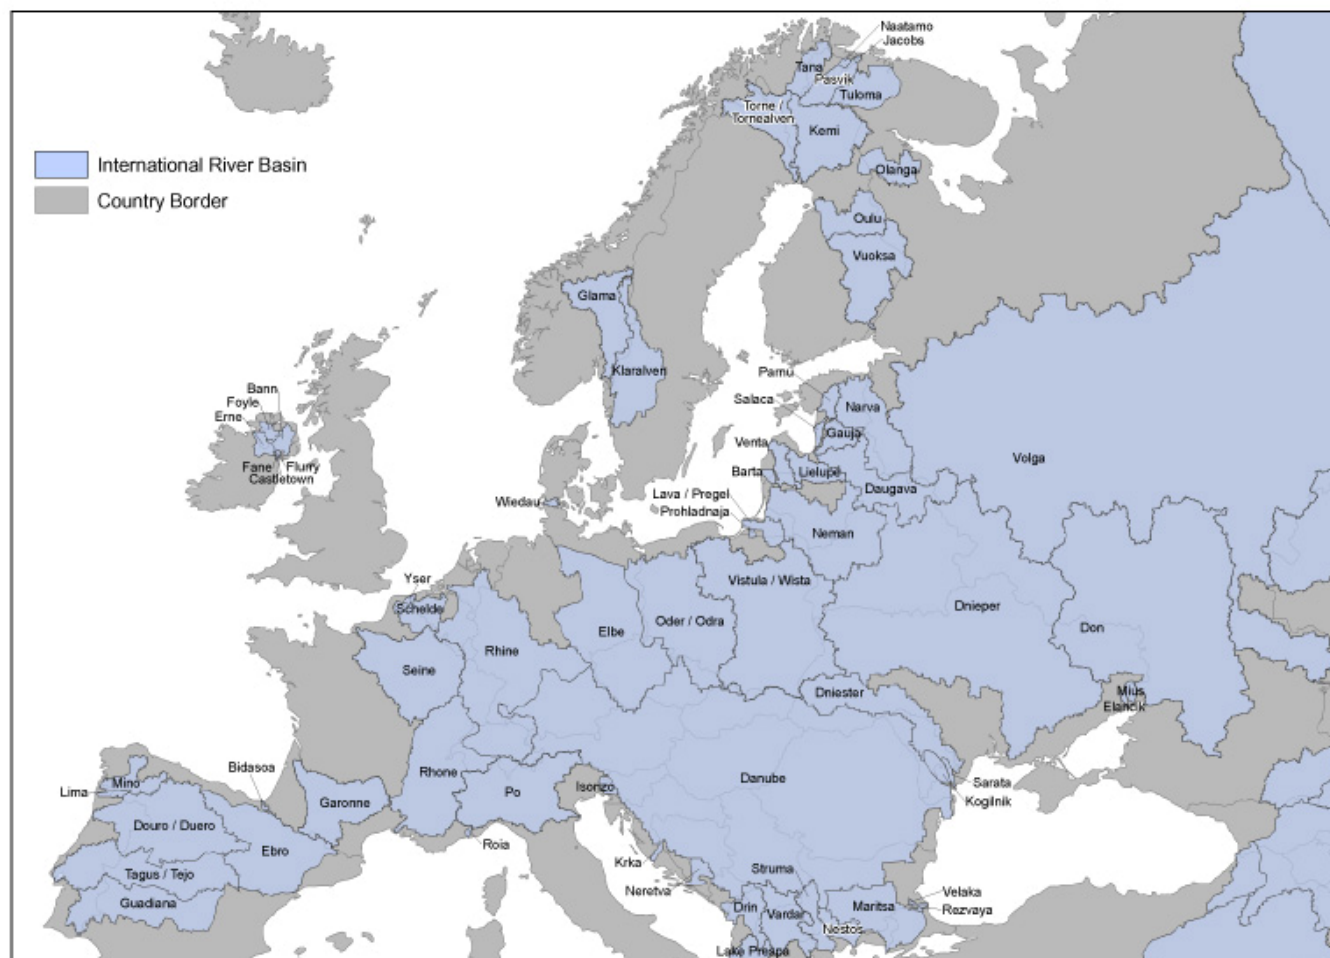 Naatamo
Jacobs
Tana
Pasvik
Tuloma
Torne /
Tornealven
Kemi
International River Basin
Olanga
Country Border
Oulu
Vuoksa
Glama
Klaralven
Parnu
Bann
Foyle
Salaca
Narva
Erne
Gauja
Venta
Volga
Fane
Flurry
Barta
Lielupe
Castletown
Daugava
Lava / Pregel
Wiedau
Prohladnaja
Neman
Yser
Vistula / Wista
Schelde
Dnieper
Oder / Odra
Elbe
Don
Rhine
Seine
Dniester
Mius
Elancik
Bidasoa
Rhone
Danube
Sarata
Mino
Isonzo
Lima
Po
Garonne
Kogilnik
Douro / Duero
Roia
Ebro
Krka
Struma
Tagus / Tejo
Neretva
Velaka
Guadiana
Drin
Maritsa
Rezvaya
Vardar
Nestos
Lake Prespa